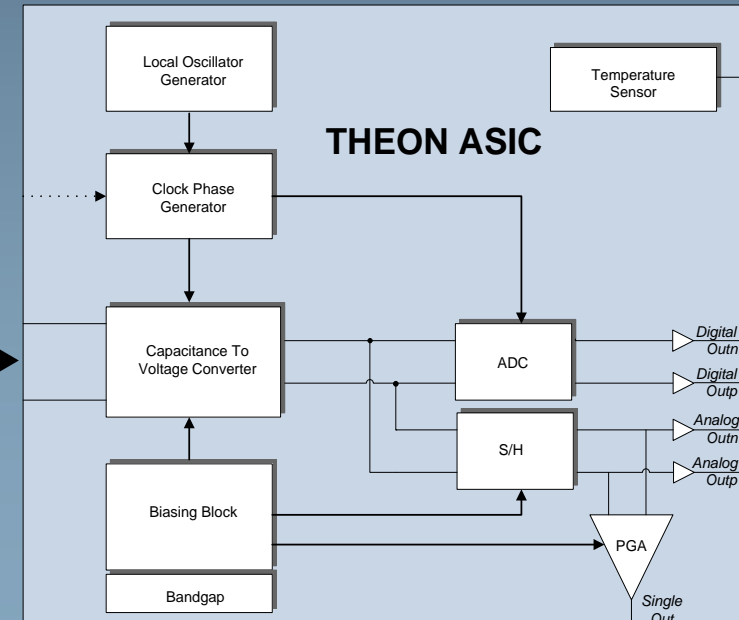 Local Oscillator
Generator
Temperature
Sensor
THEON ASIC
Clock Phase
Generator
Capacitance To
Voltage Converter
ADC
Digital
Outn
Digital
Outp
S/H
Analog
Outn
Analog
Outp
Biasing Block
PGA
Bandgap
Single
Out